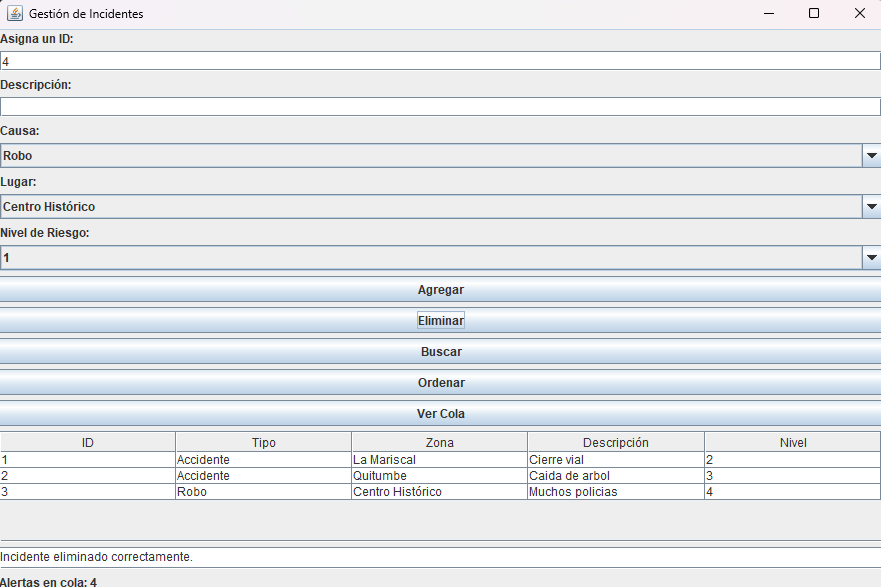 Gestión de Incidentes
Asigna un ID:
4
Descripción:
Causa:
Robo
Lugar:
Centro Histórico
Nivel de Riesgo:
1
Agregar
Eliminar
Buscar
Ordenar
Ver Cola
ID Tipo Zona Descripción Nivel
1 Accidente La Mariscal Cierre vial 2
2 Accidente Quitumbe Caida de arbol 3
3 Robo Centro Histórico Muchos policias 4
Incidente eliminado correctamente.
Alertas en cola: 4